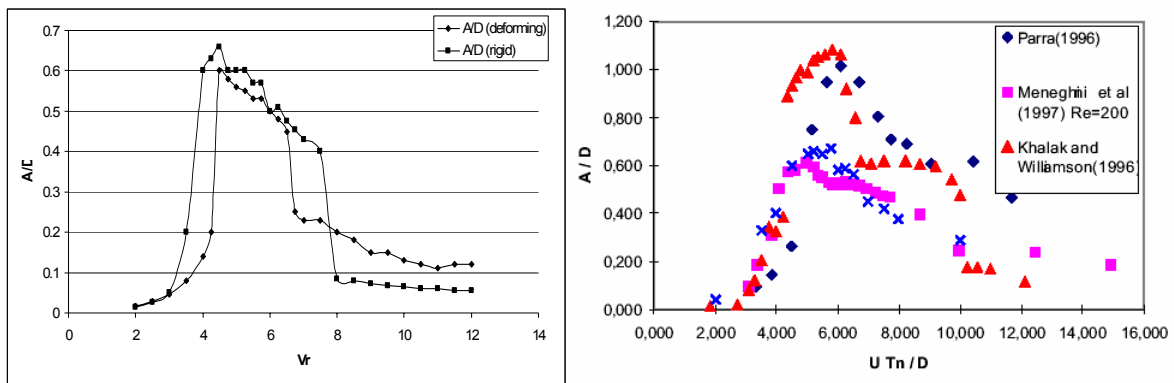 A/D (deforming)
A/D (rigid)
0.7
0.6
0.5
0.4
0.3
0.2
0.1
0
0 2 4 6 8 10 12 14
A/D
Vr
Parra(1996)
Meneghini et al
(1997) Re=200
Khalak and
Williamson(1996)
1,200
1,000
0,800
0,600
0,400
0,200
0,000
0,000 2,000 4,000 6,000 8,000 10,000 12,000 14,000 16,000
A / D
U Tn / D